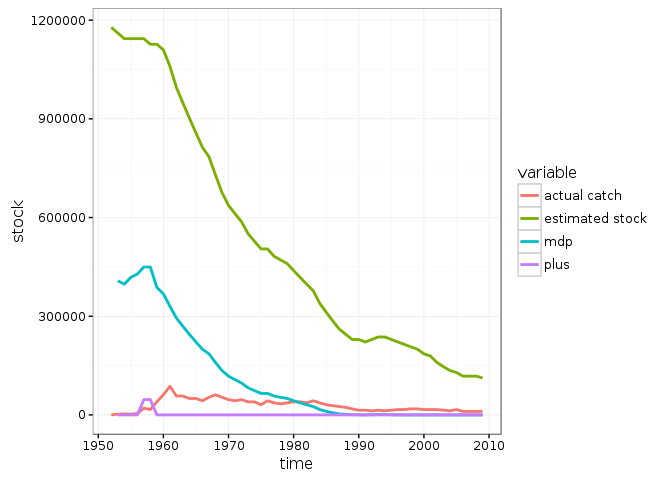 1200000
900000
600000
300000
0
stock
1950 1960 1970 1980 1990 2000 2010
time
variable
actual catch
estimated stock
mdp
plus